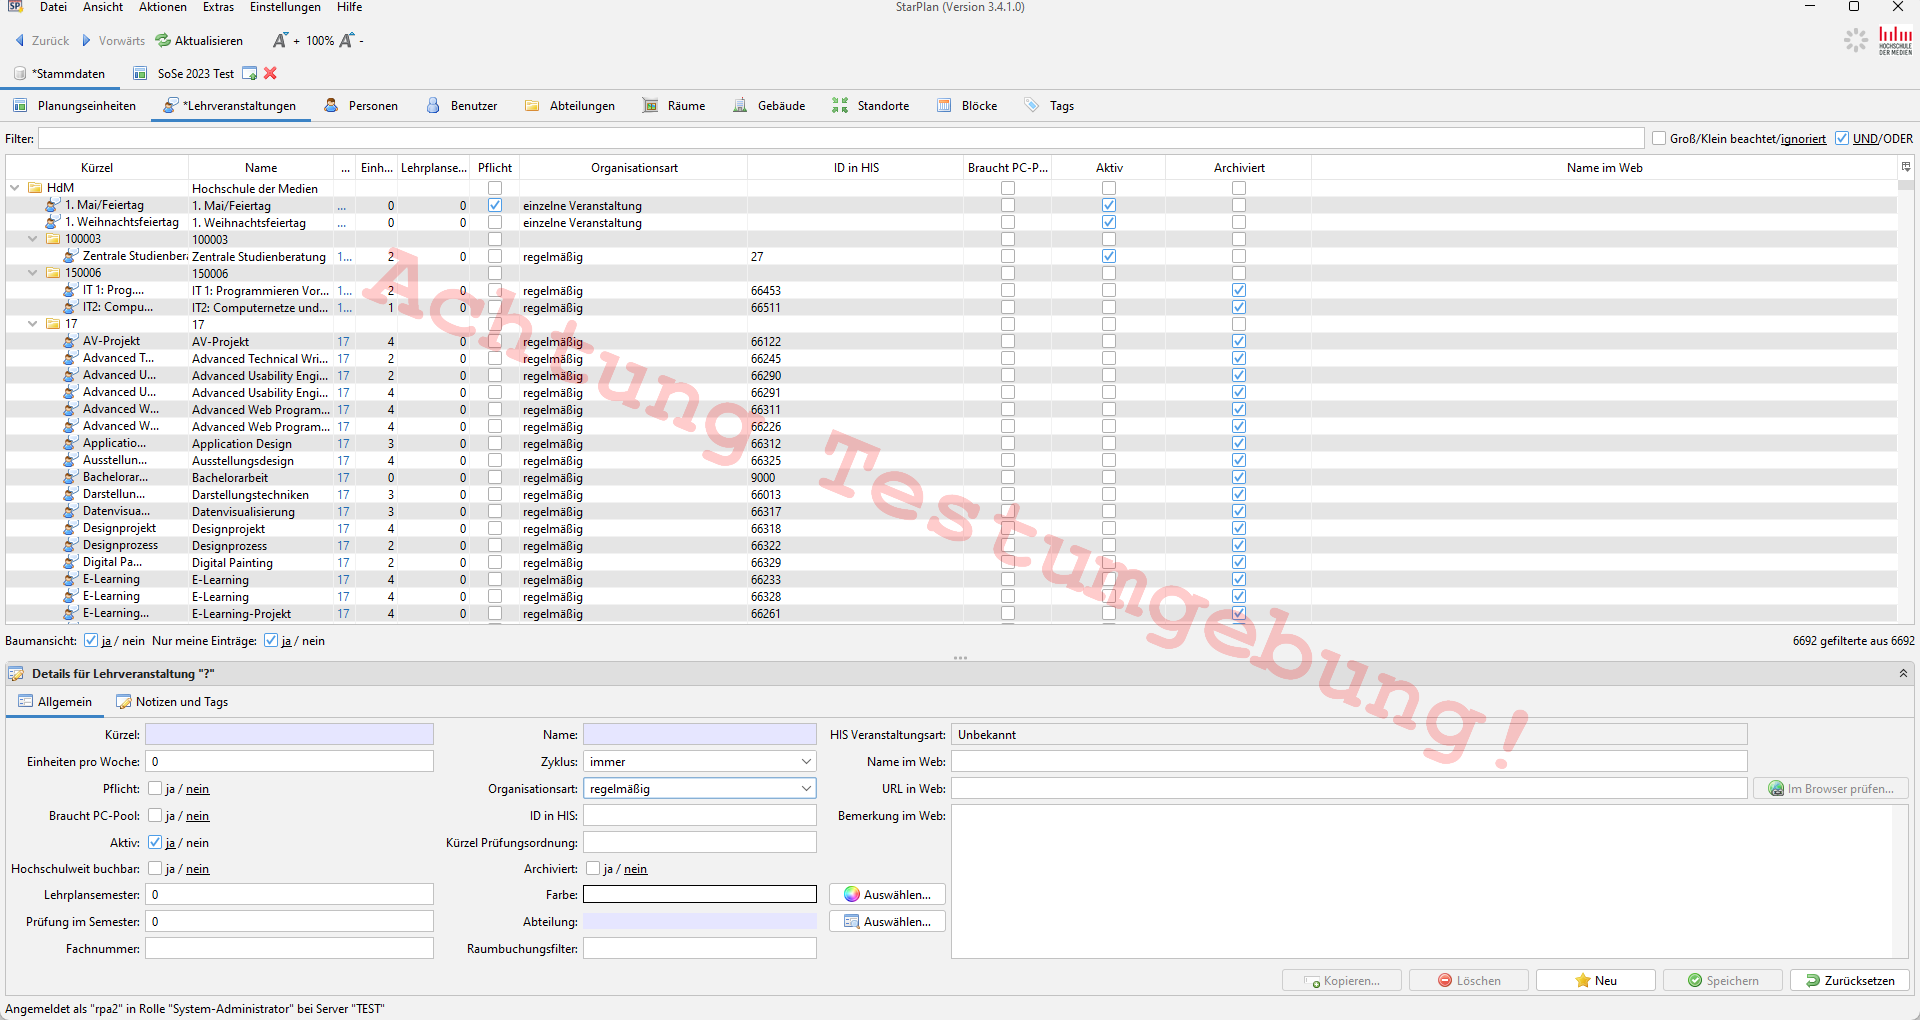 SP Datei Ansicht Aktionen Extras Einstellungen Hilfe StarPlan (Version 3.4.1.0)
Zurück Vorwärts Aktualisieren A + 100% A -
HOCHSCHULE
DER MEDIEN
*Stammdaten SoSe 2023 Test
Planungseinheiten *Lehrveranstaltungen Personen Benutzer Abteilungen Räume Gebäude Standorte Blöcke Tags
Filter: Groß/Klein beachtet/ignoriert UND/ODER
Kürzel Name ... Einh... Lehrplanse... Pflicht Organisationsart ID in HIS Braucht PC-P... Aktiv Archiviert Name im Web
HdM Hochschule der Medien
1. Mai/Feiertag 1. Mai/Feiertag ... 0 0 einzelne Veranstaltung
1. Weihnachtsfeiertag 1. Weihnachtsfeiertag ... 0 0 einzelne Veranstaltung
100003 100003
Zentrale Studienbera Zentrale Studienberatung 1... 2 0 regelmäßig 27
150006 150006
IT 1: Prog.... IT 1: Programmieren Vor... 1... 2 0 regelmäßig 66453
IT2: Compu... IT2: Computernetze und... 1... 1 0 regelmäßig 66511
17 17
AV-Projekt AV-Projekt 17 4 0 regelmäßig 66122
Advanced T... Advanced Technical Wri... 17 2 0 regelmäßig 66245
Advanced U... Advanced Usability Engi... 17 2 0 regelmäßig 66290
Advanced U... Advanced Usability Engi... 17 4 0 regelmäßig 66291
Advanced W... Advanced Web Program... 17 4 0 regelmäßig 66311
Advanced W... Advanced Web Program... 17 4 0 regelmäßig 66226
Applicatio... Application Design 17 3 0 regelmäßig 66312
Ausstellun... Ausstellungsdesign 17 4 0 regelmäßig 66325
Bachelorar... Bachelorarbeit 17 0 0 regelmäßig 9000
Darstellun... Darstellungstechniken 17 3 0 regelmäßig 66013
Datenvisua... Datenvisualisierung 17 3 0 regelmäßig 66317
Designprojekt Designprojekt 17 4 0 regelmäßig 66318
Designprozess Designprozess 17 2 0 regelmäßig 66322
Digital Pa... Digital Painting 17 2 0 regelmäßig 66329
E-Learning E-Learning 17 4 0 regelmäßig 66233
E-Learning E-Learning 17 4 0 regelmäßig 66328
E-Learning... E-Learning-Projekt 17 4 0 regelmäßig 66261
Achtung Testumgebung!
Baumansicht: ja / nein Nur meine Einträge: ja / nein 6692 gefilterte aus 6692
Details für Lehrveranstaltung "?"
Allgemein Notizen und Tags
Kürzel: Name: HIS Veranstaltungsart: Unbekannt
Einheiten pro Woche: 0 Zyklus: immer Name im Web:
Pflicht: ja / nein Organisationsart: regelmäßig URL in Web: Im Browser prüfen...
Braucht PC-Pool: ja / nein ID in HIS: Bemerkung im Web:
Aktiv: ja / nein Kürzel Prüfungsordnung:
Hochschulweit buchbar: ja / nein Archiviert: ja / nein
Lehrplansemester: 0 Farbe: Auswählen...
Prüfung im Semester: 0 Abteilung: Auswählen...
Fachnummer: Raumbuchungsfilter:
Kopieren... Löschen Neu Speichern Zurücksetzen
Angemeldet als "rpa2" in Rolle "System-Administrator" bei Server "TEST"